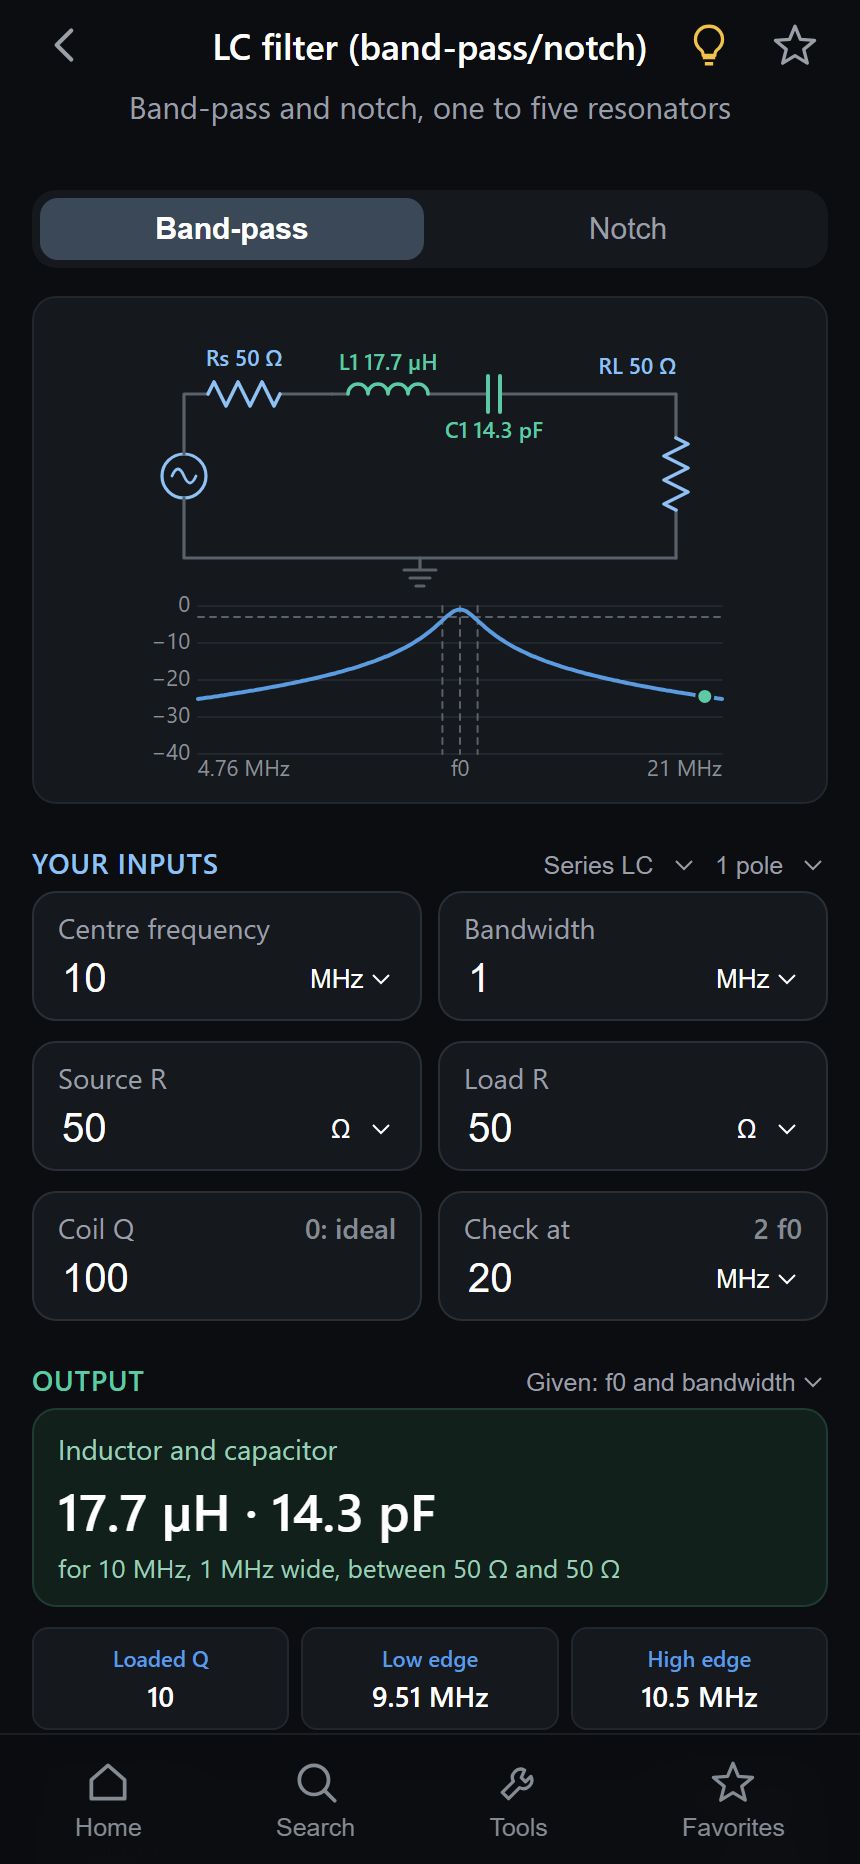 LC filter (band-pass/notch)
Band-pass and notch, one to five resonators
Band-pass
Notch
Rs 50 Ω
L1 17.7 µH
RL 50 Ω
C1 14.3 pF
0
−10
−20
−30
−40
4.76 MHz
f0
21 MHz
YOUR INPUTS
Series LC
1 pole
Centre frequency
10
MHz
Bandwidth
1
MHz
Source R
50
Ω
Load R
50
Ω
Coil Q
0: ideal
100
Check at
2 f0
20
MHz
OUTPUT
Given: f0 and bandwidth
Inductor and capacitor
17.7 µH · 14.3 pF
for 10 MHz, 1 MHz wide, between 50 Ω and 50 Ω
Loaded Q
10
Low edge
9.51 MHz
High edge
10.5 MHz
Home
Search
Tools
Favorites